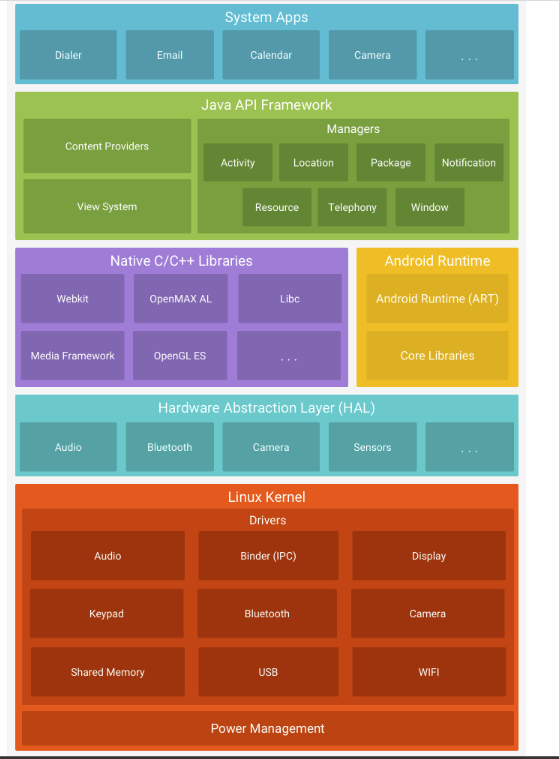 System Apps
Dialer
Email
Calendar
Camera
. . .
Java API Framework
Content Providers
View System
Managers
Activity
Location
Package
Notification
Resource
Telephony
Window
Native C/C++ Libraries
Webkit
OpenMAX AL
Libc
Media Framework
OpenGL ES
. . .
Android Runtime
Android Runtime (ART)
Core Libraries
Hardware Abstraction Layer (HAL)
Audio
Bluetooth
Camera
Sensors
. . .
Linux Kernel
Drivers
Audio
Binder (IPC)
Display
Keypad
Bluetooth
Camera
Shared Memory
USB
WIFI
Power Management